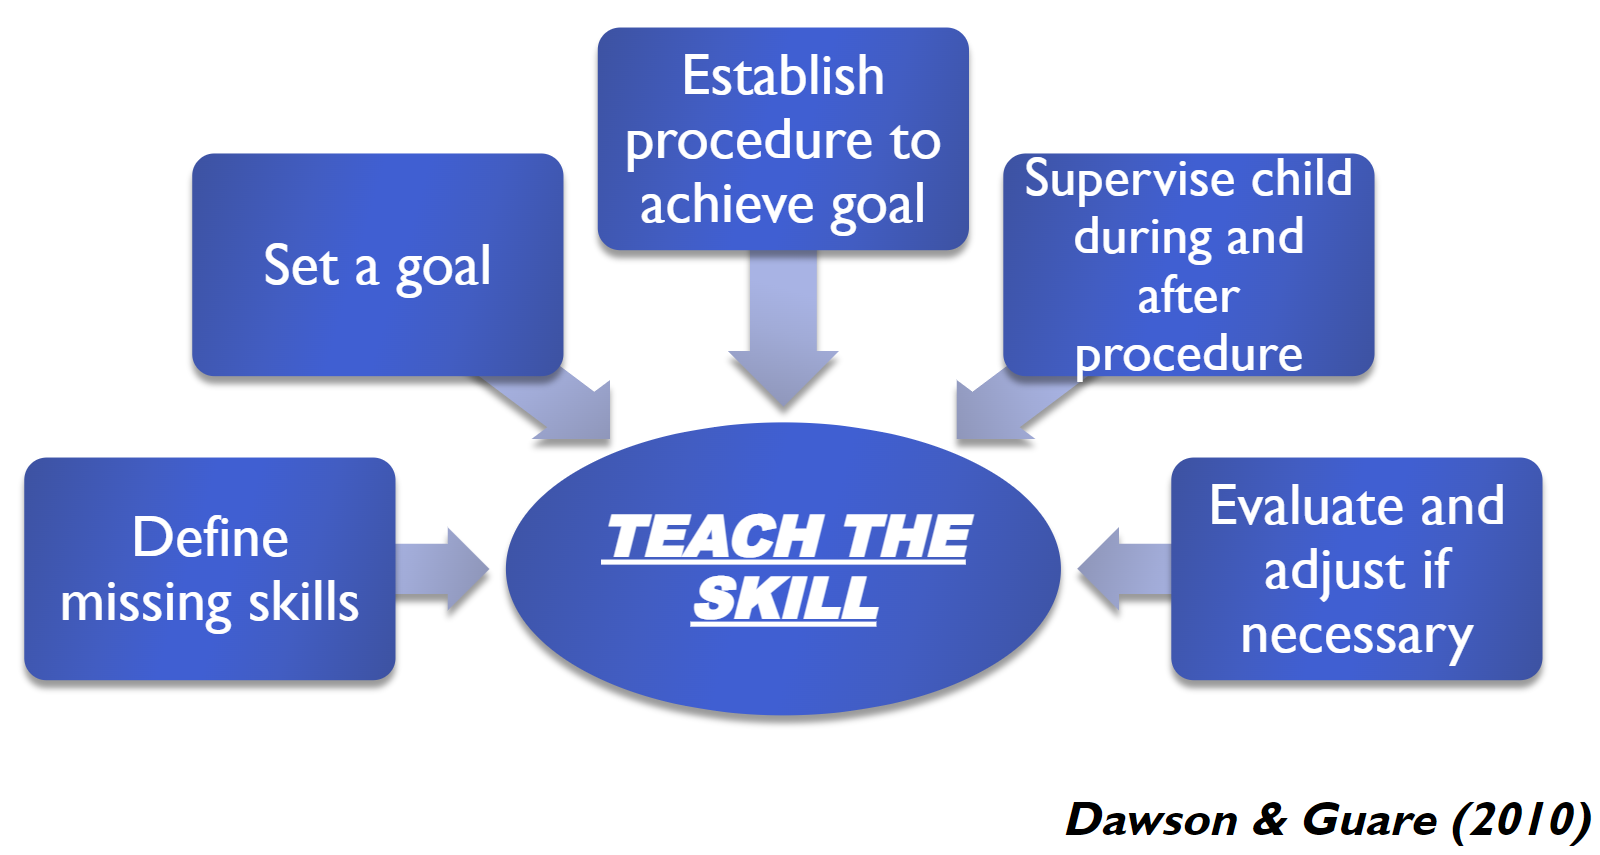 Define
missing skills
Set a goal
Establish
procedure to
achieve goal
Supervise child
during and
after
procedure
Evaluate and
adjust if
necessary
TEACH THE
SKILL
Dawson & Guare (2010)